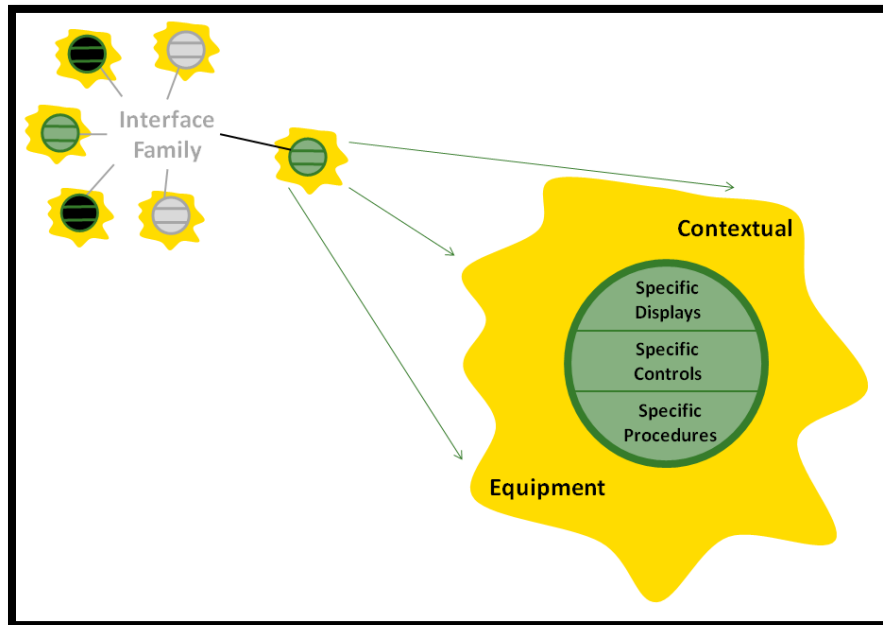 Interface
Family
Contextual
Specific
Displays
Specific
Controls
Specific
Procedures
Equipment